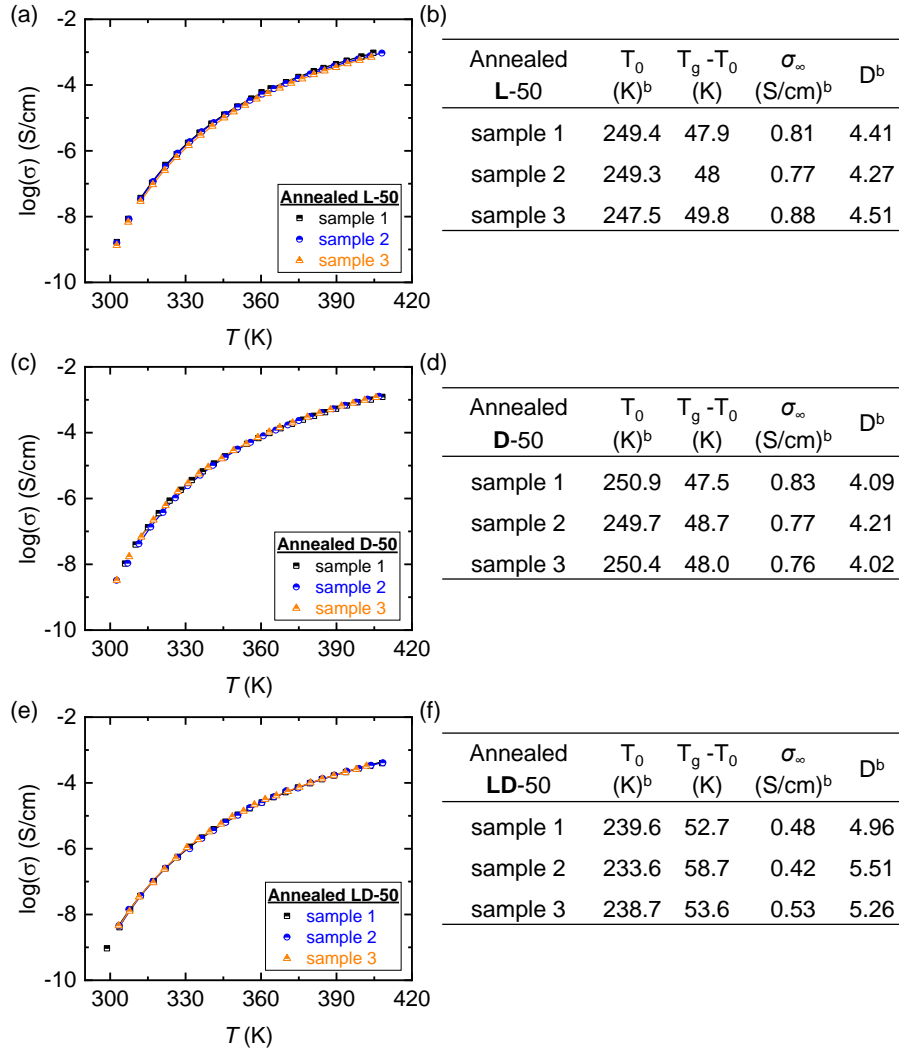 (a)
-2
-4
-6
-8
-10
log(σ) (S/cm)
Annealed L-50
sample 1
sample 2
sample 3
300 330 360 390 420
T (K)
(b)
Annealed L-50 T₀ (K)ᵇ T_g -T₀ (K) σ∞ (S/cm)ᵇ Dᵇ
sample 1 249.4 47.9 0.81 4.41
sample 2 249.3 48 0.77 4.27
sample 3 247.5 49.8 0.88 4.51
(c)
-2
-4
-6
-8
-10
log(σ) (S/cm)
Annealed D-50
sample 1
sample 2
sample 3
300 330 360 390 420
T (K)
(d)
Annealed D-50 T₀ (K)ᵇ T_g -T₀ (K) σ∞ (S/cm)ᵇ Dᵇ
sample 1 250.9 47.5 0.83 4.09
sample 2 249.7 48.7 0.77 4.21
sample 3 250.4 48.0 0.76 4.02
(e)
-2
-4
-6
-8
-10
log(σ) (S/cm)
Annealed LD-50
sample 1
sample 2
sample 3
300 330 360 390 420
T (K)
(f)
Annealed LD-50 T₀ (K)ᵇ T_g -T₀ (K) σ∞ (S/cm)ᵇ Dᵇ
sample 1 239.6 52.7 0.48 4.96
sample 2 233.6 58.7 0.42 5.51
sample 3 238.7 53.6 0.53 5.26